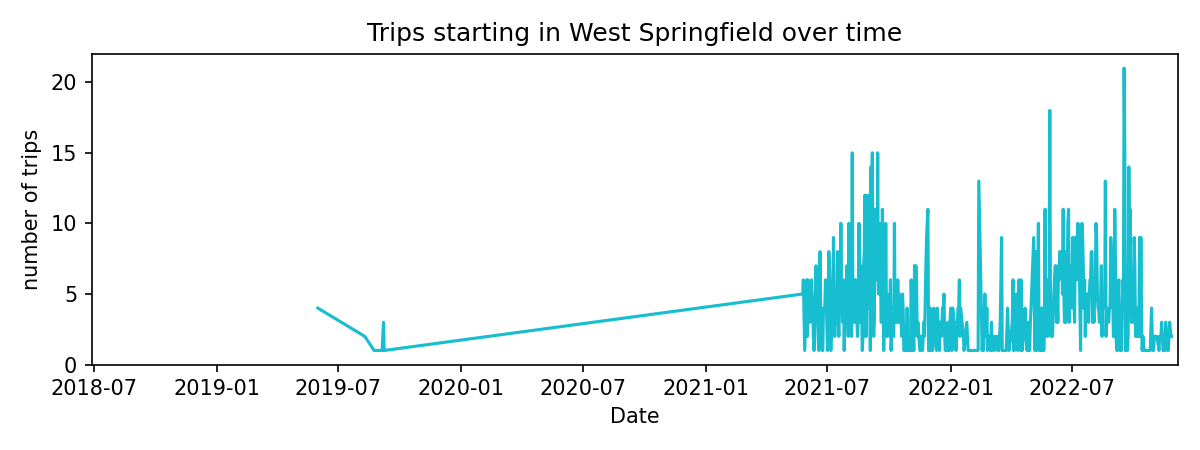 Trips starting in West Springfield over time
number of trips
20
15
10
5
0
2018-07 2019-01 2019-07 2020-01 2020-07 2021-01 2021-07 2022-01 2022-07
Date